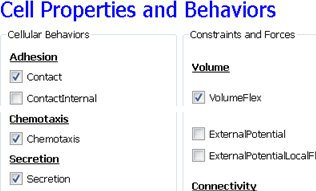 Cell Properties and Behaviors
Cellular Behaviors
Adhesion
Contact
ContactInternal
Chemotaxis
Chemotaxis
Secretion
Secretion
Constraints and Forces
Volume
VolumeFlex
ExternalPotential
ExternalPotentialLocalFl
Connectivity